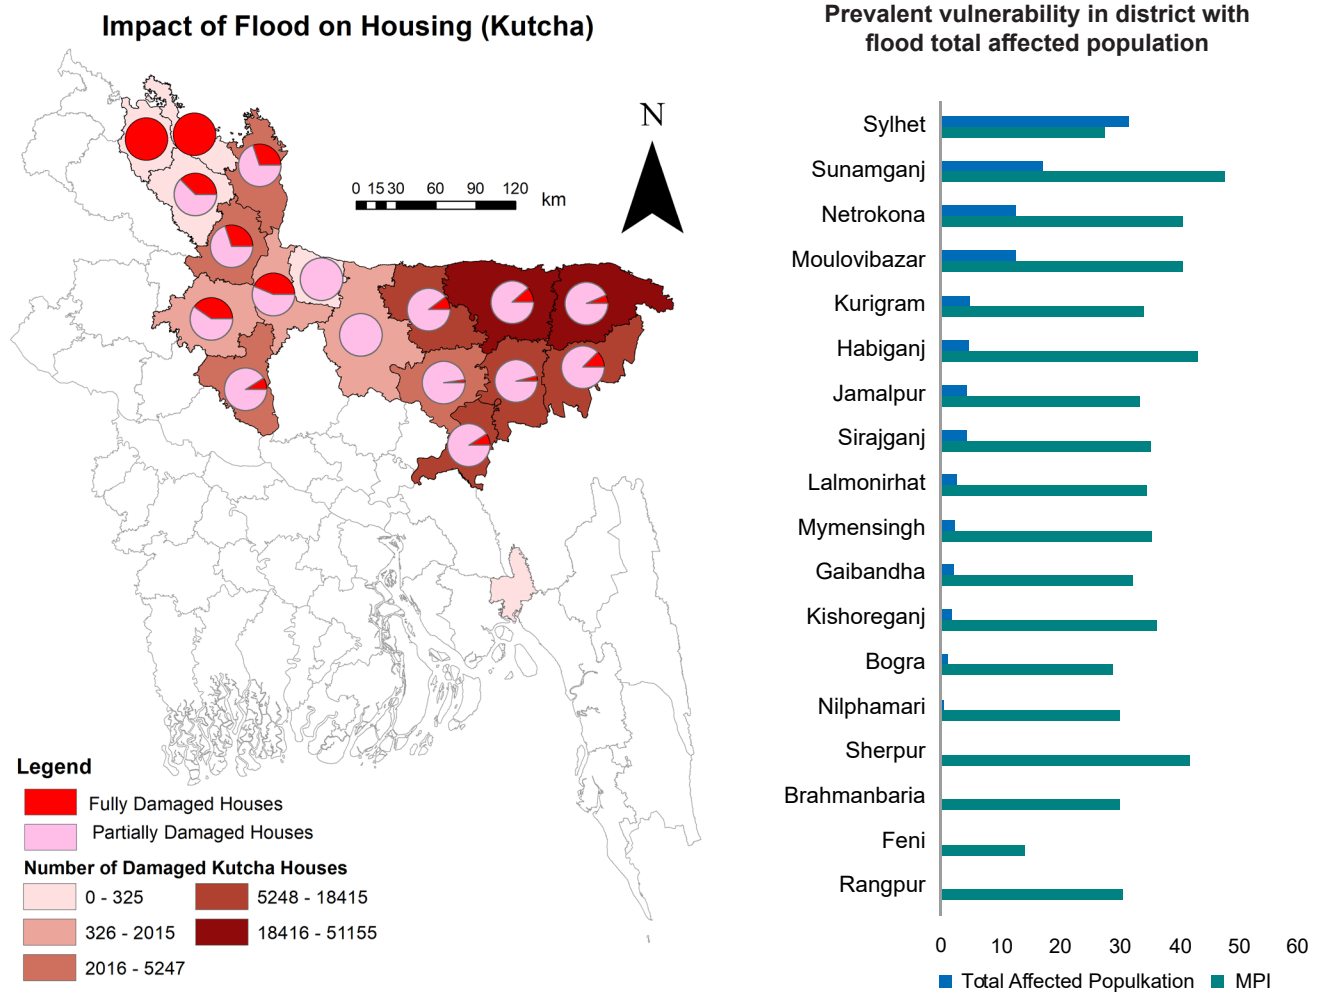 Impact of Flood on Housing (Kutcha)
N
0 15 30 60 90 120
km
Legend
Fully Damaged Houses
Partially Damaged Houses
Number of Damaged Kutcha Houses
0 - 325
5248 - 18415
326 - 2015
18416 - 51155
2016 - 5247
Prevalent vulnerability in district with
flood total affected population
Sylhet
Sunamganj
Netrokona
Moulovibazar
Kurigram
Habiganj
Jamalpur
Sirajganj
Lalmonirhat
Mymensingh
Gaibandha
Kishoreganj
Bogra
Nilphamari
Sherpur
Brahmanbaria
Feni
Rangpur
0 10 20 30 40 50 60
Total Affected Populkation MPI